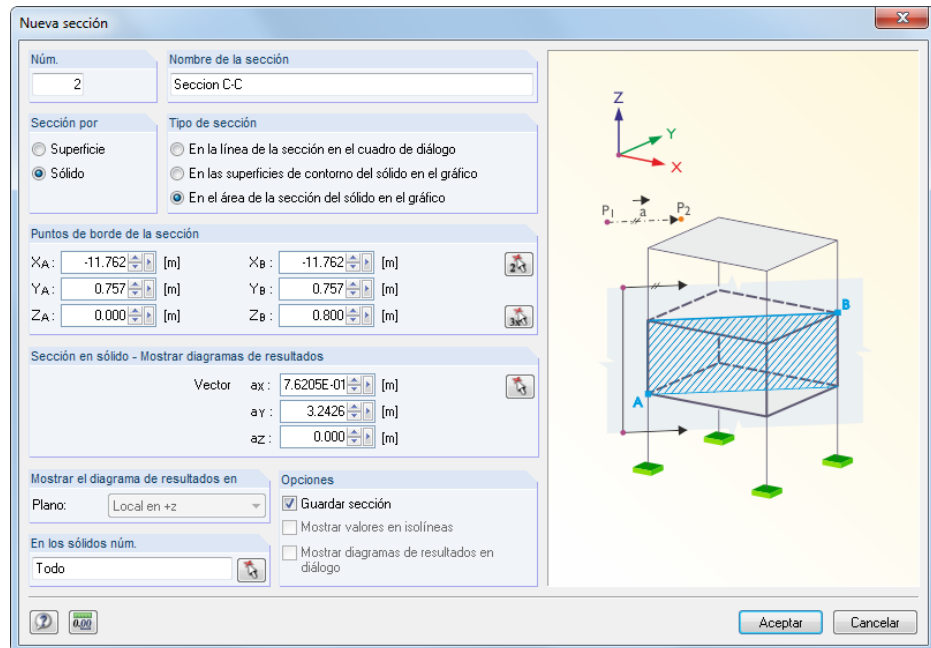 Nueva sección
Núm.
2
Nombre de la sección
Seccion C-C
Sección por
Superficie
Sólido
Tipo de sección
En la línea de la sección en el cuadro de diálogo
En las superficies de contorno del sólido en el gráfico
En el área de la sección del sólido en el gráfico
Puntos de borde de la sección
XA: -11.762 [m] XB: -11.762 [m]
YA: 0.757 [m] YB: 0.757 [m]
ZA: 0.000 [m] ZB: 0.800 [m]
2x
3x
Sección en sólido - Mostrar diagramas de resultados
Vector ax: 7.6205E-01 [m]
aY: 3.2426 [m]
az: 0.000 [m]
Mostrar el diagrama de resultados en
Plano: Local en +z
En los sólidos núm.
Todo
Opciones
Guardar sección
Mostrar valores en isolíneas
Mostrar diagramas de resultados en
diálogo
Z
Y
X
P1 a P2
B
A
0.00
Aceptar Cancelar